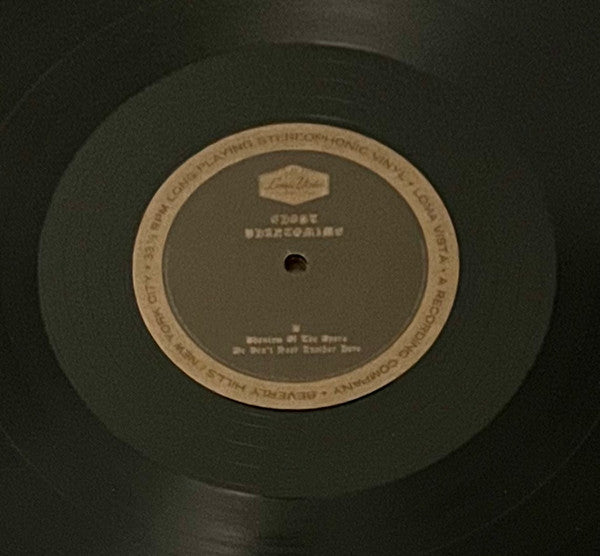 33⅓ RPM LONG PLAYING STEREOPHONIC VINYL • LOMA VISTA • A RECORDING COMPANY • BEVERLY HILLS / NEW YORK CITY •
Loma Vista
GHOST
PHANTOMIME
B
Phantom Of The Opera
We Don't Need Another Hero